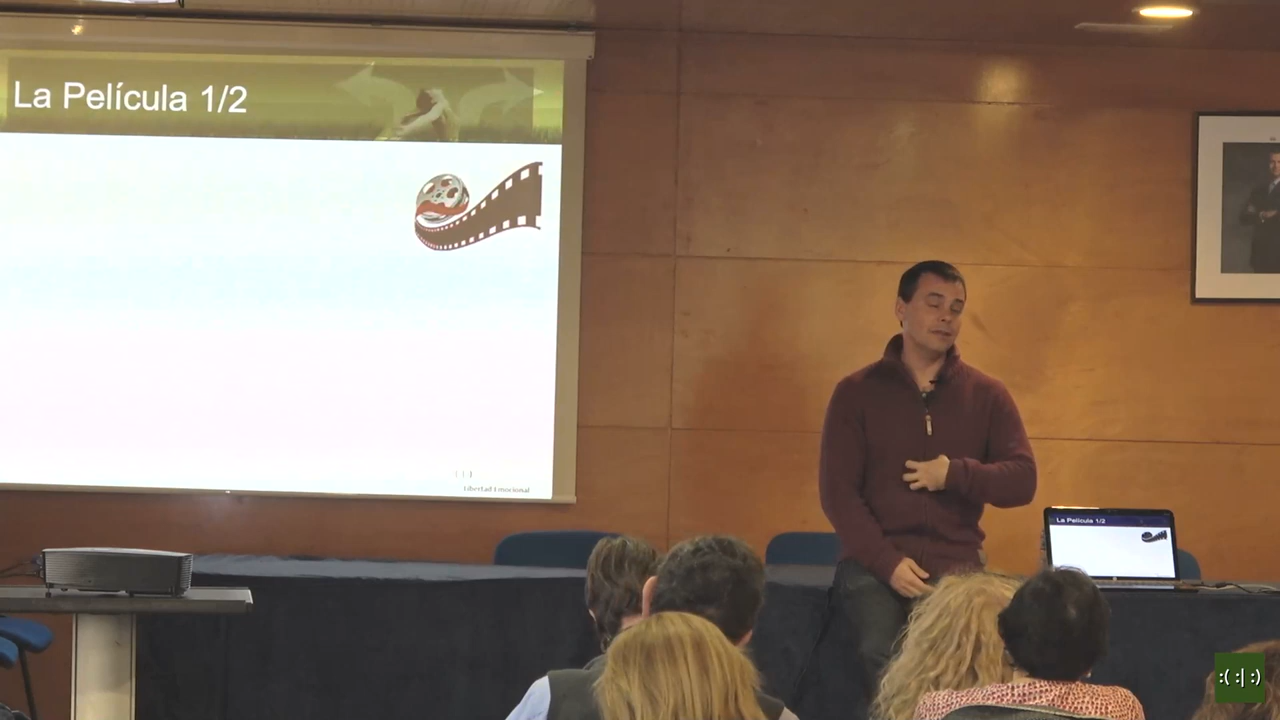 La Película 1/2
Libertad Emocional
La Película 1/2
:( :| :)